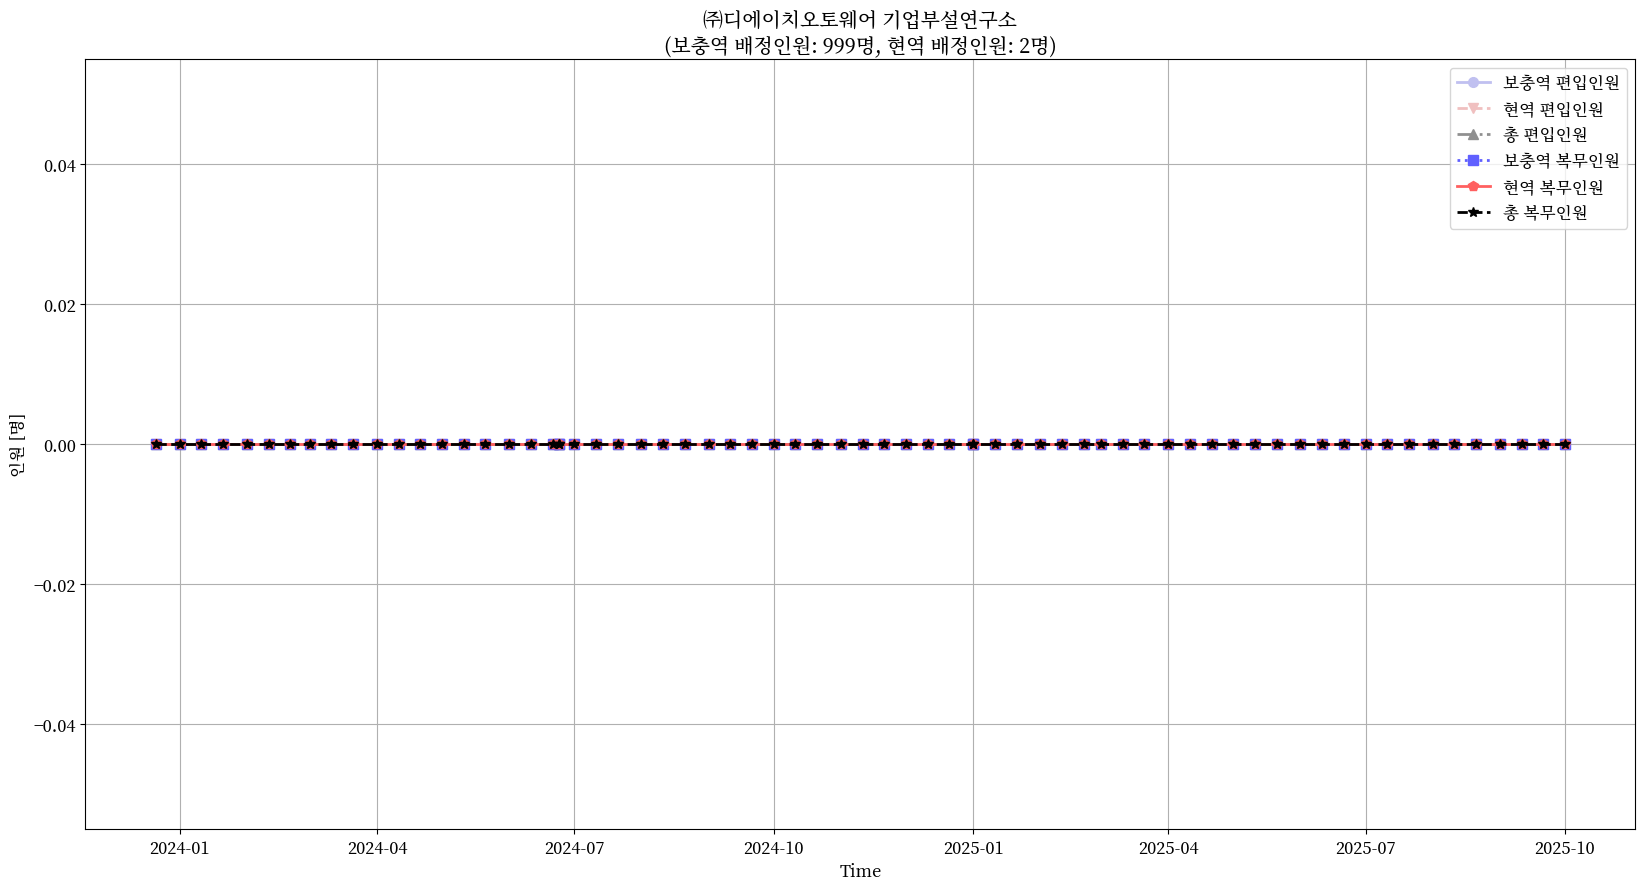 ㈜디에이치오토웨어 기업부설연구소
(보충역 배정인원: 999명, 현역 배정인원: 2명)
보충역 편입인원
현역 편입인원
총 편입인원
보충역 복무인원
현역 복무인원
총 복무인원
인원 [명]
0.04
0.02
0.00
−0.02
−0.04
2024-01 2024-04 2024-07 2024-10 2025-01 2025-04 2025-07 2025-10
Time